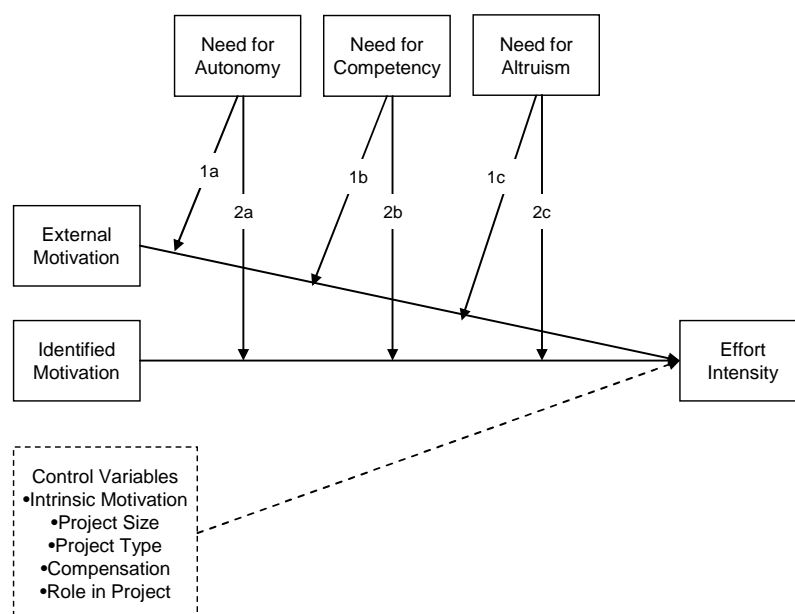 Need for
Autonomy
Need for
Competency
Need for
Altruism
1a
1b
1c
2a
2b
2c
External
Motivation
Identified
Motivation
Effort
Intensity
Control Variables
•Intrinsic Motivation
•Project Size
•Project Type
•Compensation
•Role in Project